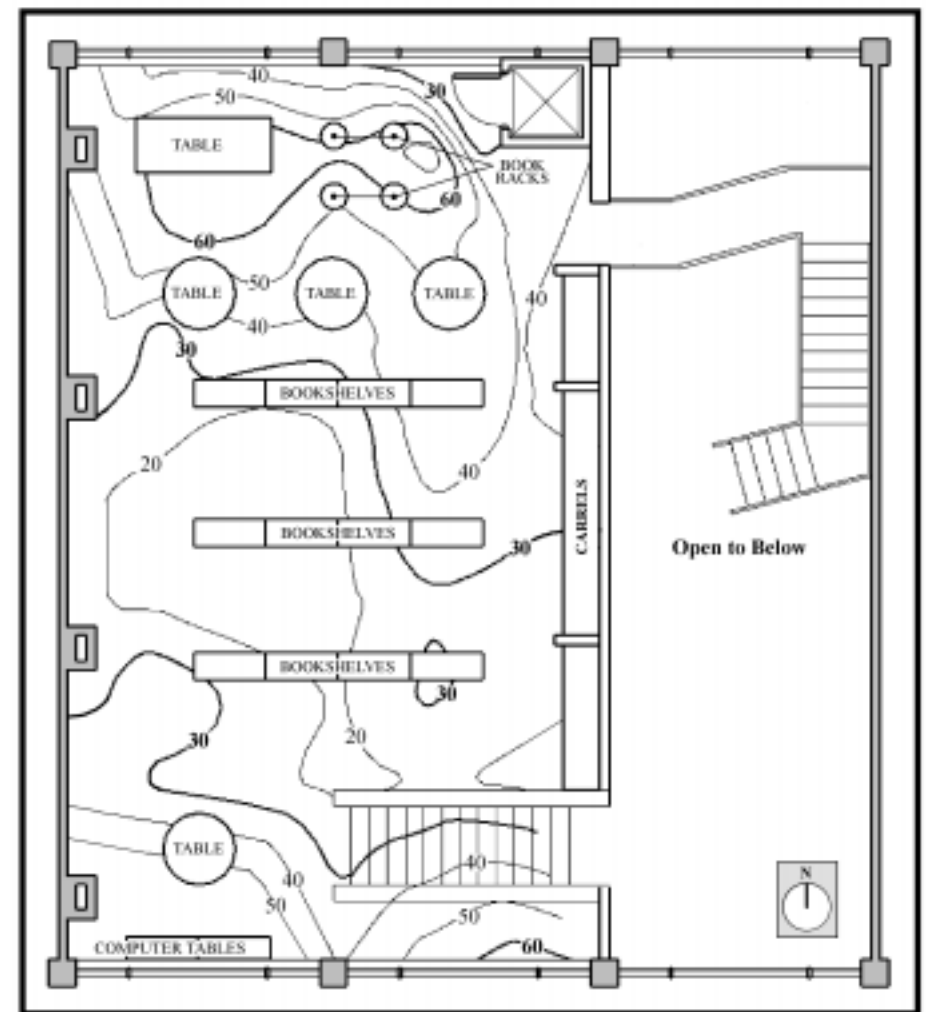 40
30
50
TABLE
BOOK
RACKS
60
60
50
TABLE
TABLE
TABLE
40
40
30
BOOKSHELVES
20
40
CARRELS
BOOKSHELVES
30
Open to Below
BOOKSHELVES
30
30
20
TABLE
40
40
50
50
N
COMPUTER TABLES
60